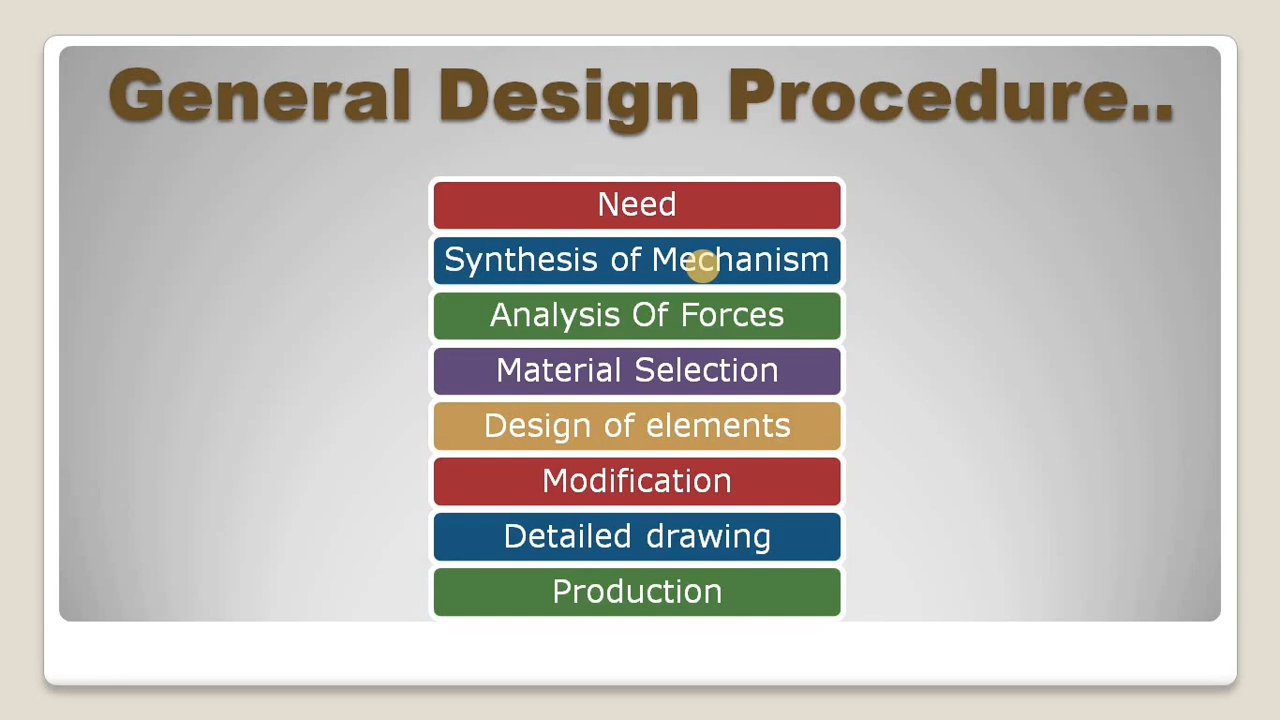 General Design Procedure..
Need
Synthesis of Mechanism
Analysis Of Forces
Material Selection
Design of elements
Modification
Detailed drawing
Production